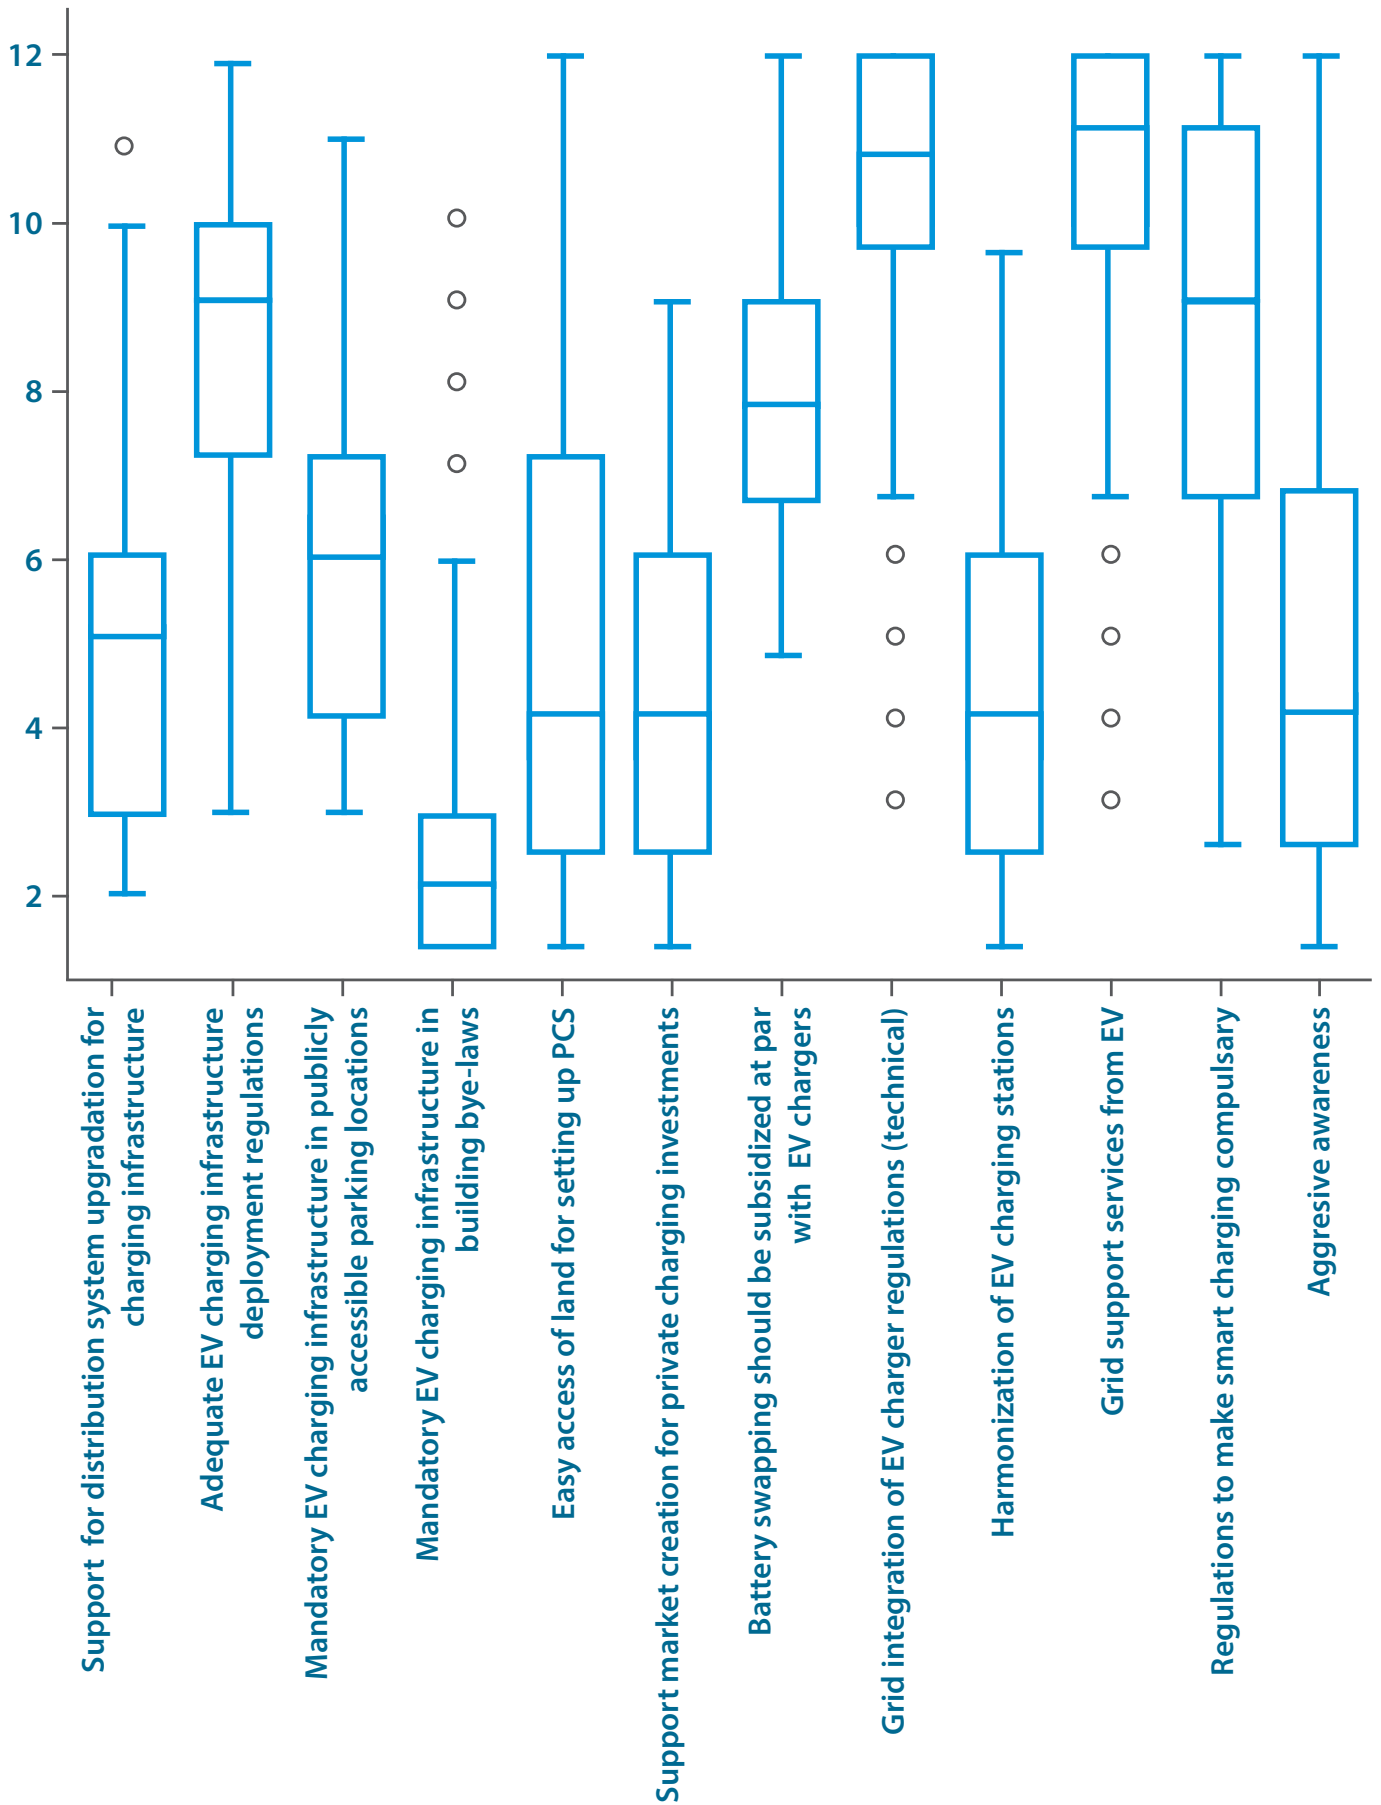 12
10
8
6
4
2
Support for distribution system upgradation for
charging infrastructure
Adequate EV charging infrastructure
deployment regulations
Mandatory EV charging infrastructure in publicly
accessible parking locations
Mandatory EV charging infrastructure in
building bye-laws
Easy access of land for setting up PCS
Support market creation for private charging investments
Battery swapping should be subsidized at par
with EV chargers
Grid integration of EV charger regulations (technical)
Harmonization of EV charging stations
Grid support services from EV
Regulations to make smart charging compulsary
Aggresive awareness